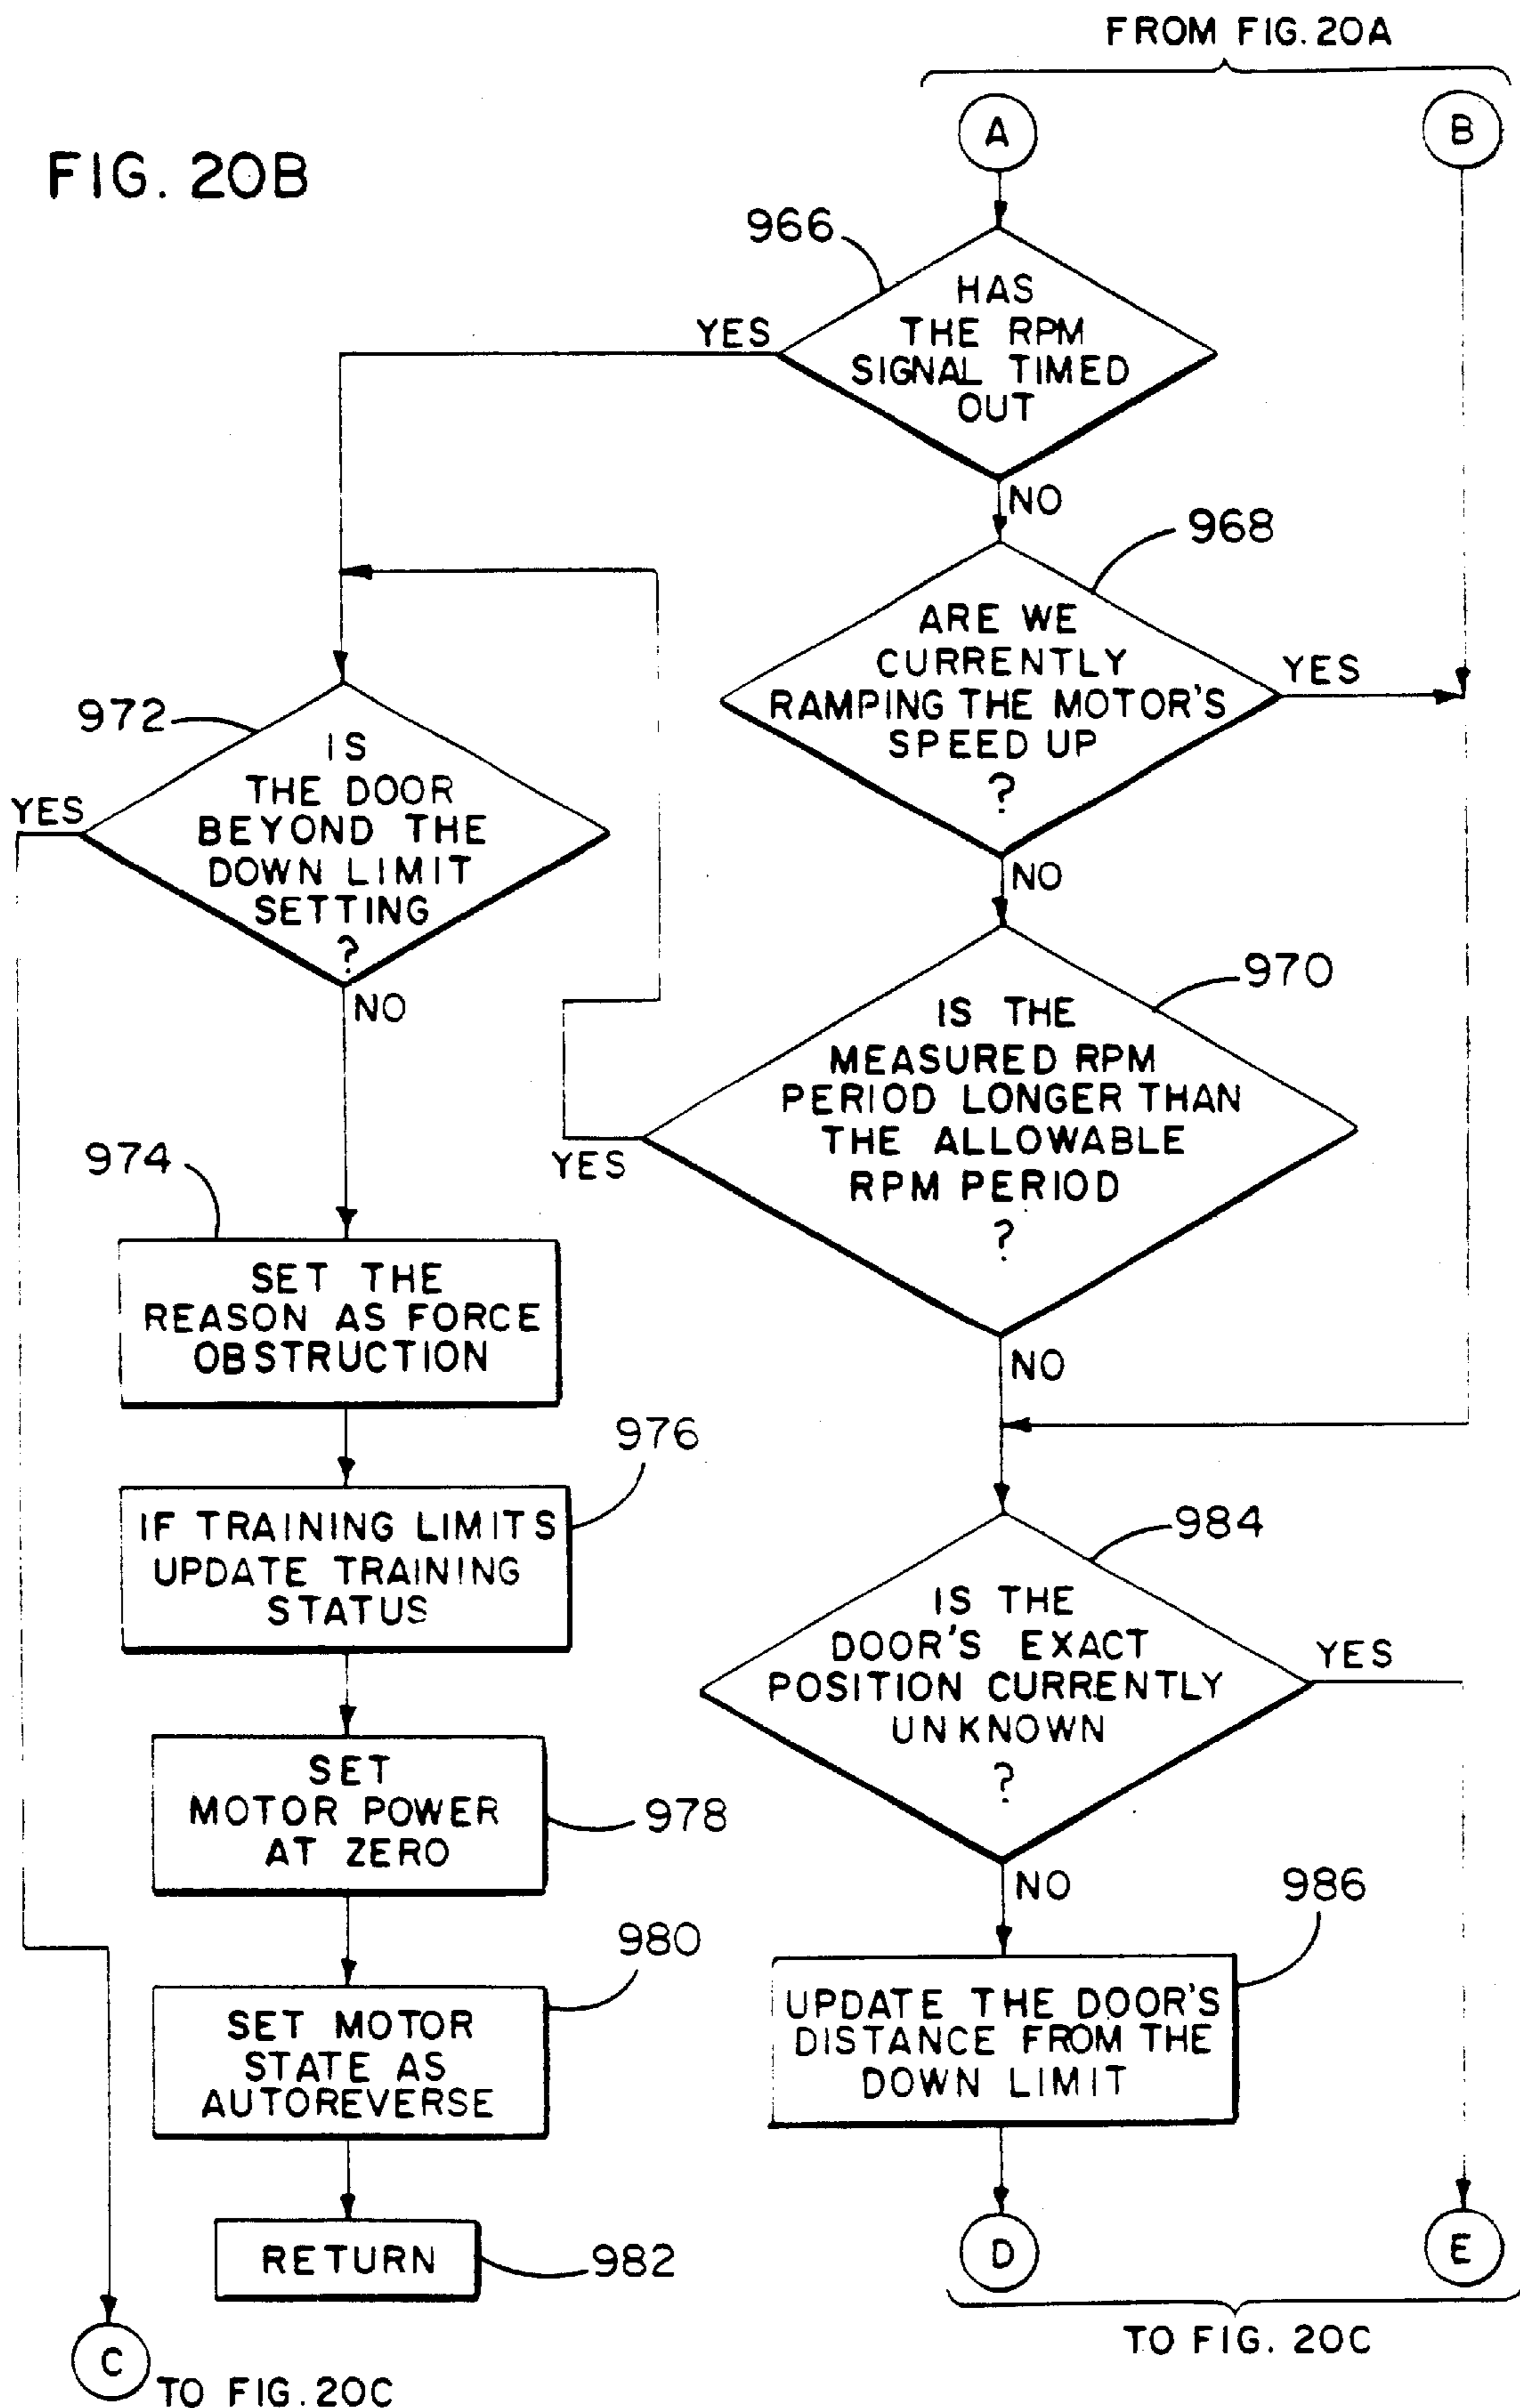 FROM FIG. 20A
A
B
FIG. 20B
966
HAS
THE RPM
SIGNAL TIMED
OUT
YES
NO
968
ARE WE
CURRENTLY
RAMPING THE MOTOR'S
SPEED UP
?
YES
NO
972
IS
THE DOOR
BEYOND THE
DOWN LIMIT
SETTING
?
YES
NO
970
IS THE
MEASURED RPM
PERIOD LONGER THAN
THE ALLOWABLE
RPM PERIOD
?
YES
NO
974
SET THE
REASON AS FORCE
OBSTRUCTION
976
IF TRAINING LIMITS
UPDATE TRAINING
STATUS
984
IS THE
DOOR'S EXACT
POSITION CURRENTLY
UNKNOWN
?
YES
NO
SET
MOTOR POWER
AT ZERO
978
980
SET MOTOR
STATE AS
AUTOREVERSE
986
UPDATE THE DOOR'S
DISTANCE FROM THE
DOWN LIMIT
RETURN
982
D
E
TO FIG. 20C
C
TO FIG. 20C